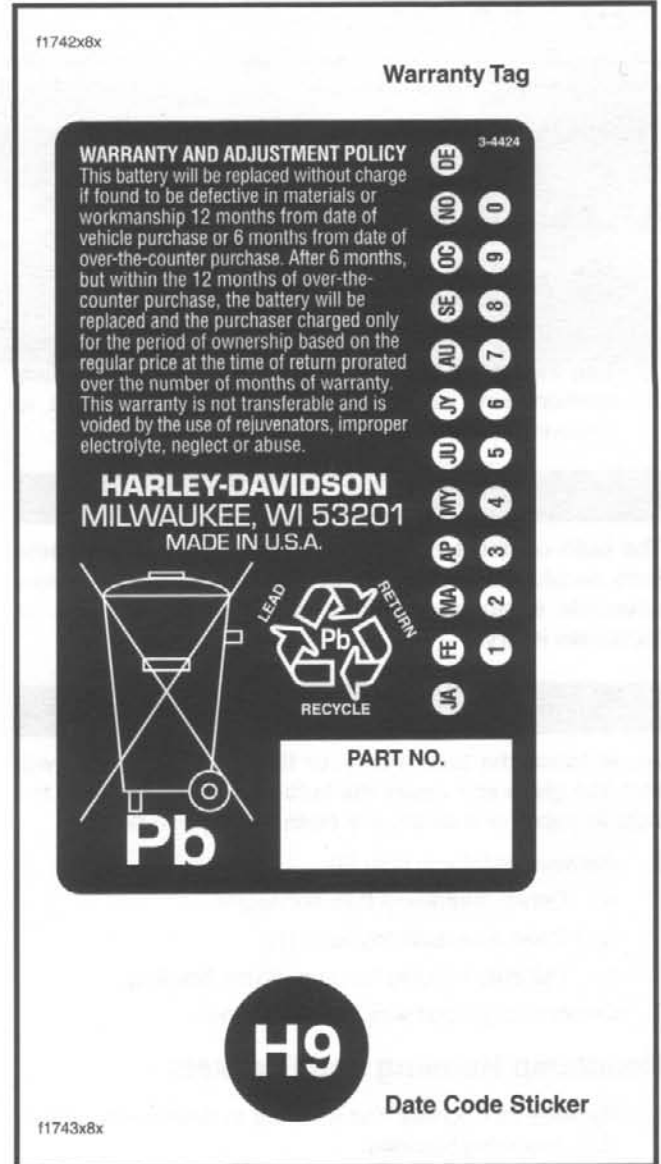 f1742x8x
Warranty Tag
3-4424
WARRANTY AND ADJUSTMENT POLICY
This battery will be replaced without charge
if found to be defective in materials or
workmanship 12 months from date of
vehicle purchase or 6 months from date of
over-the-counter purchase. After 6 months,
but within the 12 months of over-the-
counter purchase, the battery will be
replaced and the purchaser charged only
for the period of ownership based on the
regular price at the time of return prorated
over the number of months of warranty.
This warranty is not transferable and is
voided by the use of rejuvenators, improper
electrolyte, neglect or abuse.
HARLEY-DAVIDSON
MILWAUKEE, WI 53201
MADE IN U.S.A.
DE
NO 0
OC 9
SE 8
AU 7
JY 6
JU 5
MY 4
AP 3
MA 2
FE 1
JA
LEAD
RETURN
Pb
RECYCLE
Pb
PART NO.
H9
Date Code Sticker
f1743x8x